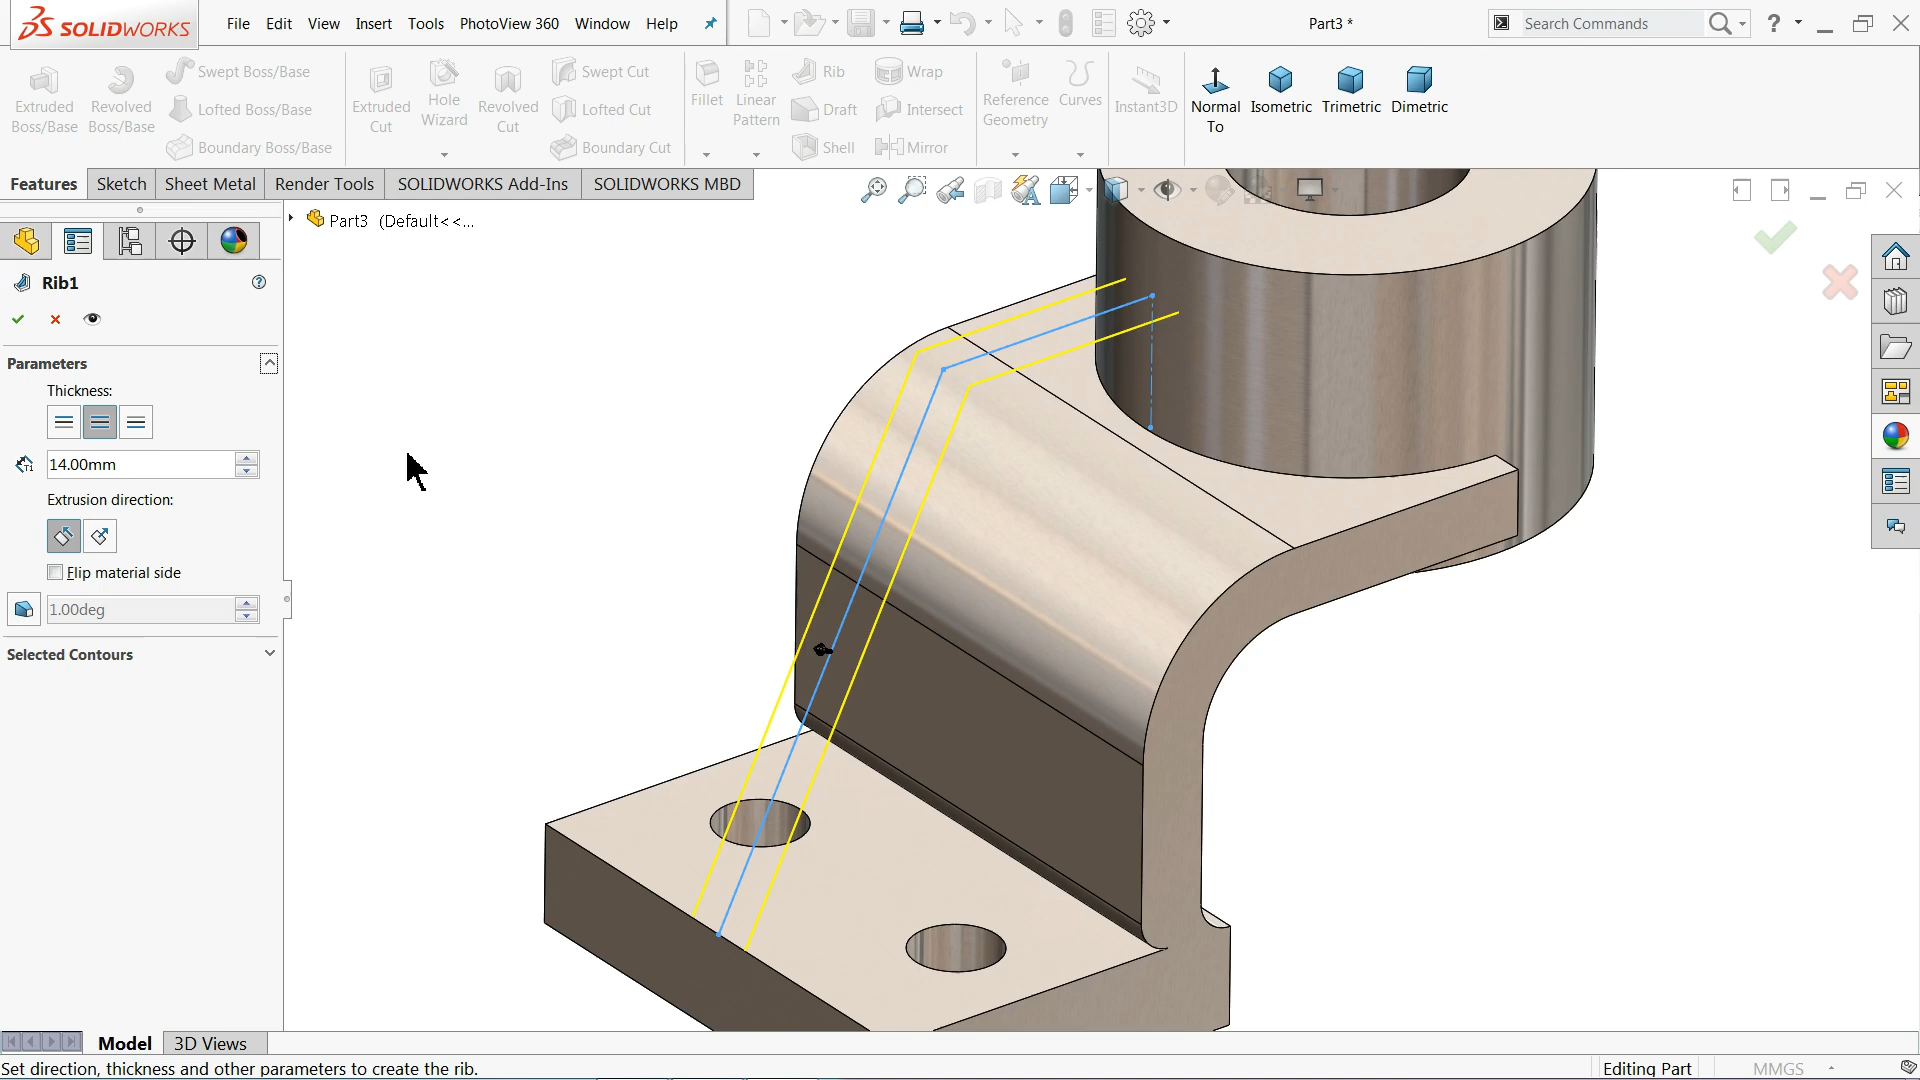 SOLIDWORKS File Edit View Insert Tools PhotoView 360 Window Help Part3 * Search Commands ?
Extruded Boss/Base
Revolved Boss/Base
Swept Boss/Base
Lofted Boss/Base
Boundary Boss/Base
Extruded Cut
Hole Wizard
Revolved Cut
Swept Cut
Lofted Cut
Boundary Cut
Fillet
Linear Pattern
Rib
Draft
Shell
Wrap
Intersect
Mirror
Reference Geometry
Curves
Instant3D
Normal To
Isometric
Trimetric
Dimetric
Features Sketch Sheet Metal Render Tools SOLIDWORKS Add-Ins SOLIDWORKS MBD
Part3 (Default<<...
Rib1 ?
Parameters
Thickness:
14.00mm
Extrusion direction:
Flip material side
1.00deg
Selected Contours
Model 3D Views
Set direction, thickness and other parameters to create the rib. Editing Part MMGS